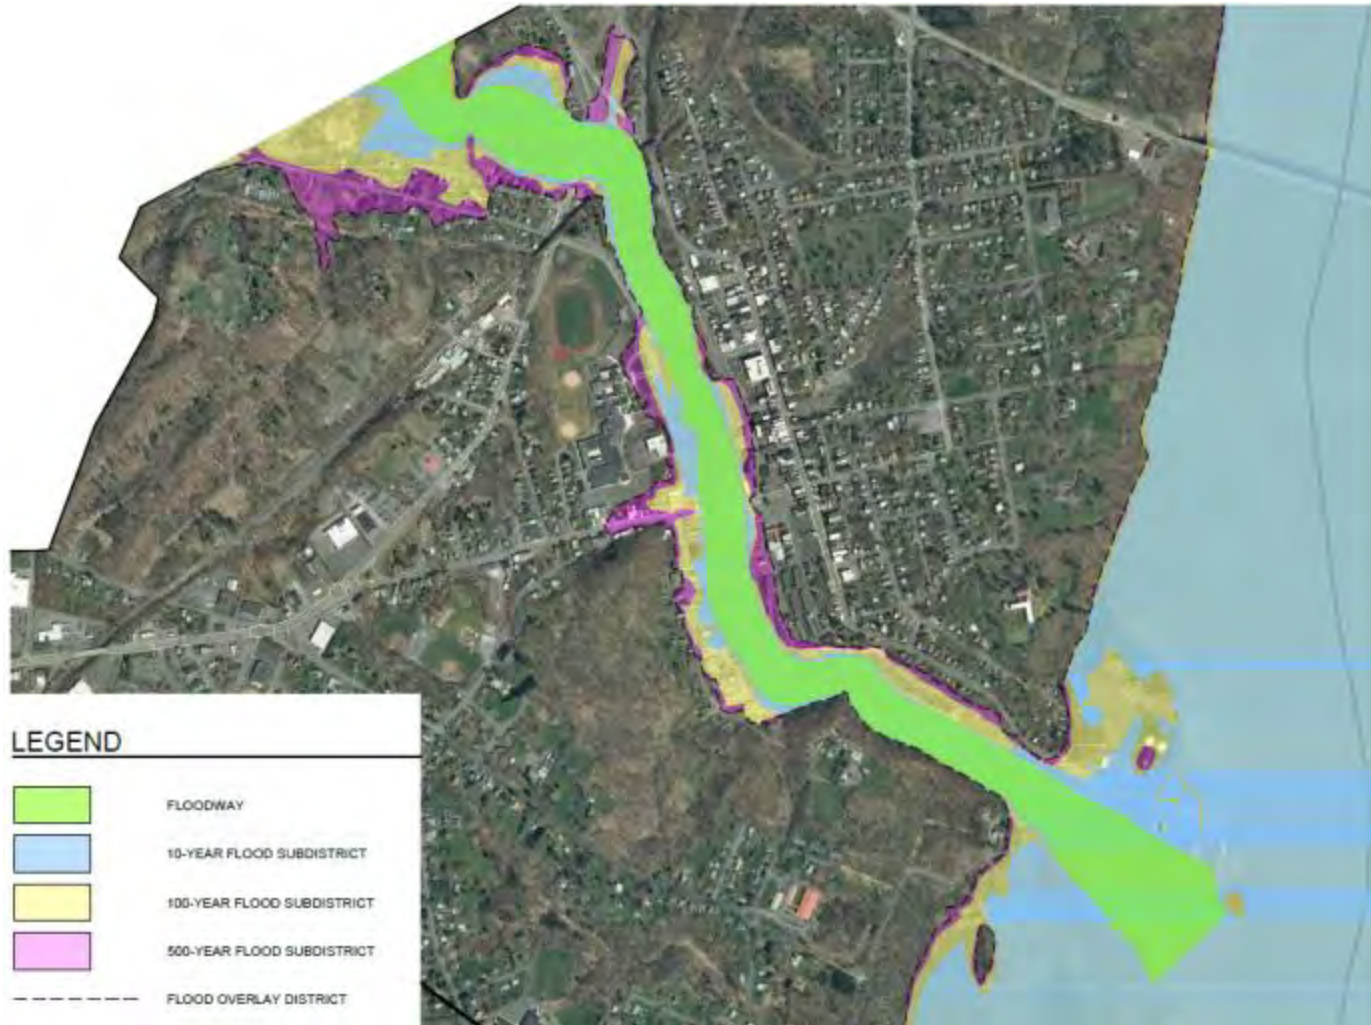 LEGEND
FLOODWAY
10-YEAR FLOOD SUBDISTRICT
100-YEAR FLOOD SUBDISTRICT
500-YEAR FLOOD SUBDISTRICT
FLOOD OVERLAY DISTRICT